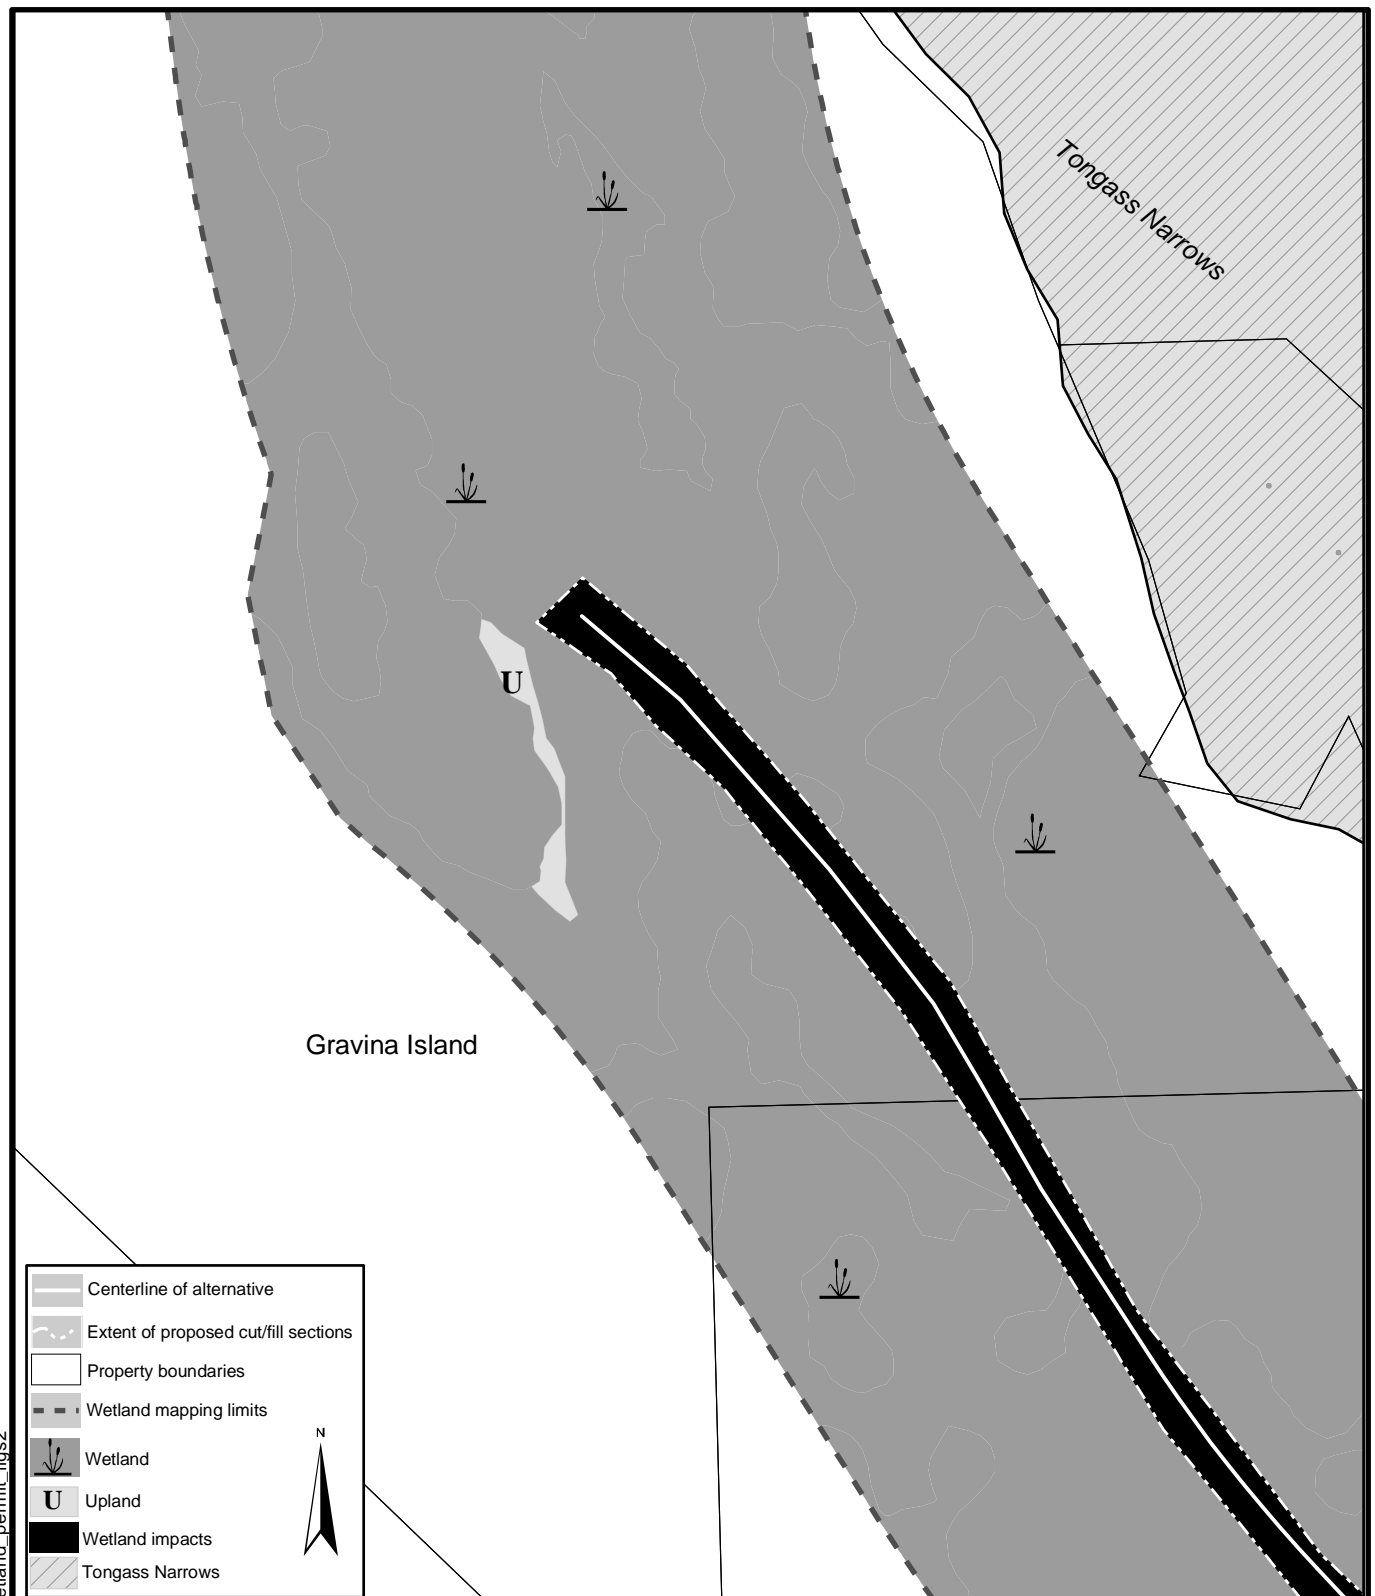 Tongass Narrows
U
Gravina Island
Centerline of alternative
Extent of proposed cut/fill sections
Property boundaries
Wetland mapping limits
N
Wetland
U Upland
Wetland impacts
Tongass Narrows